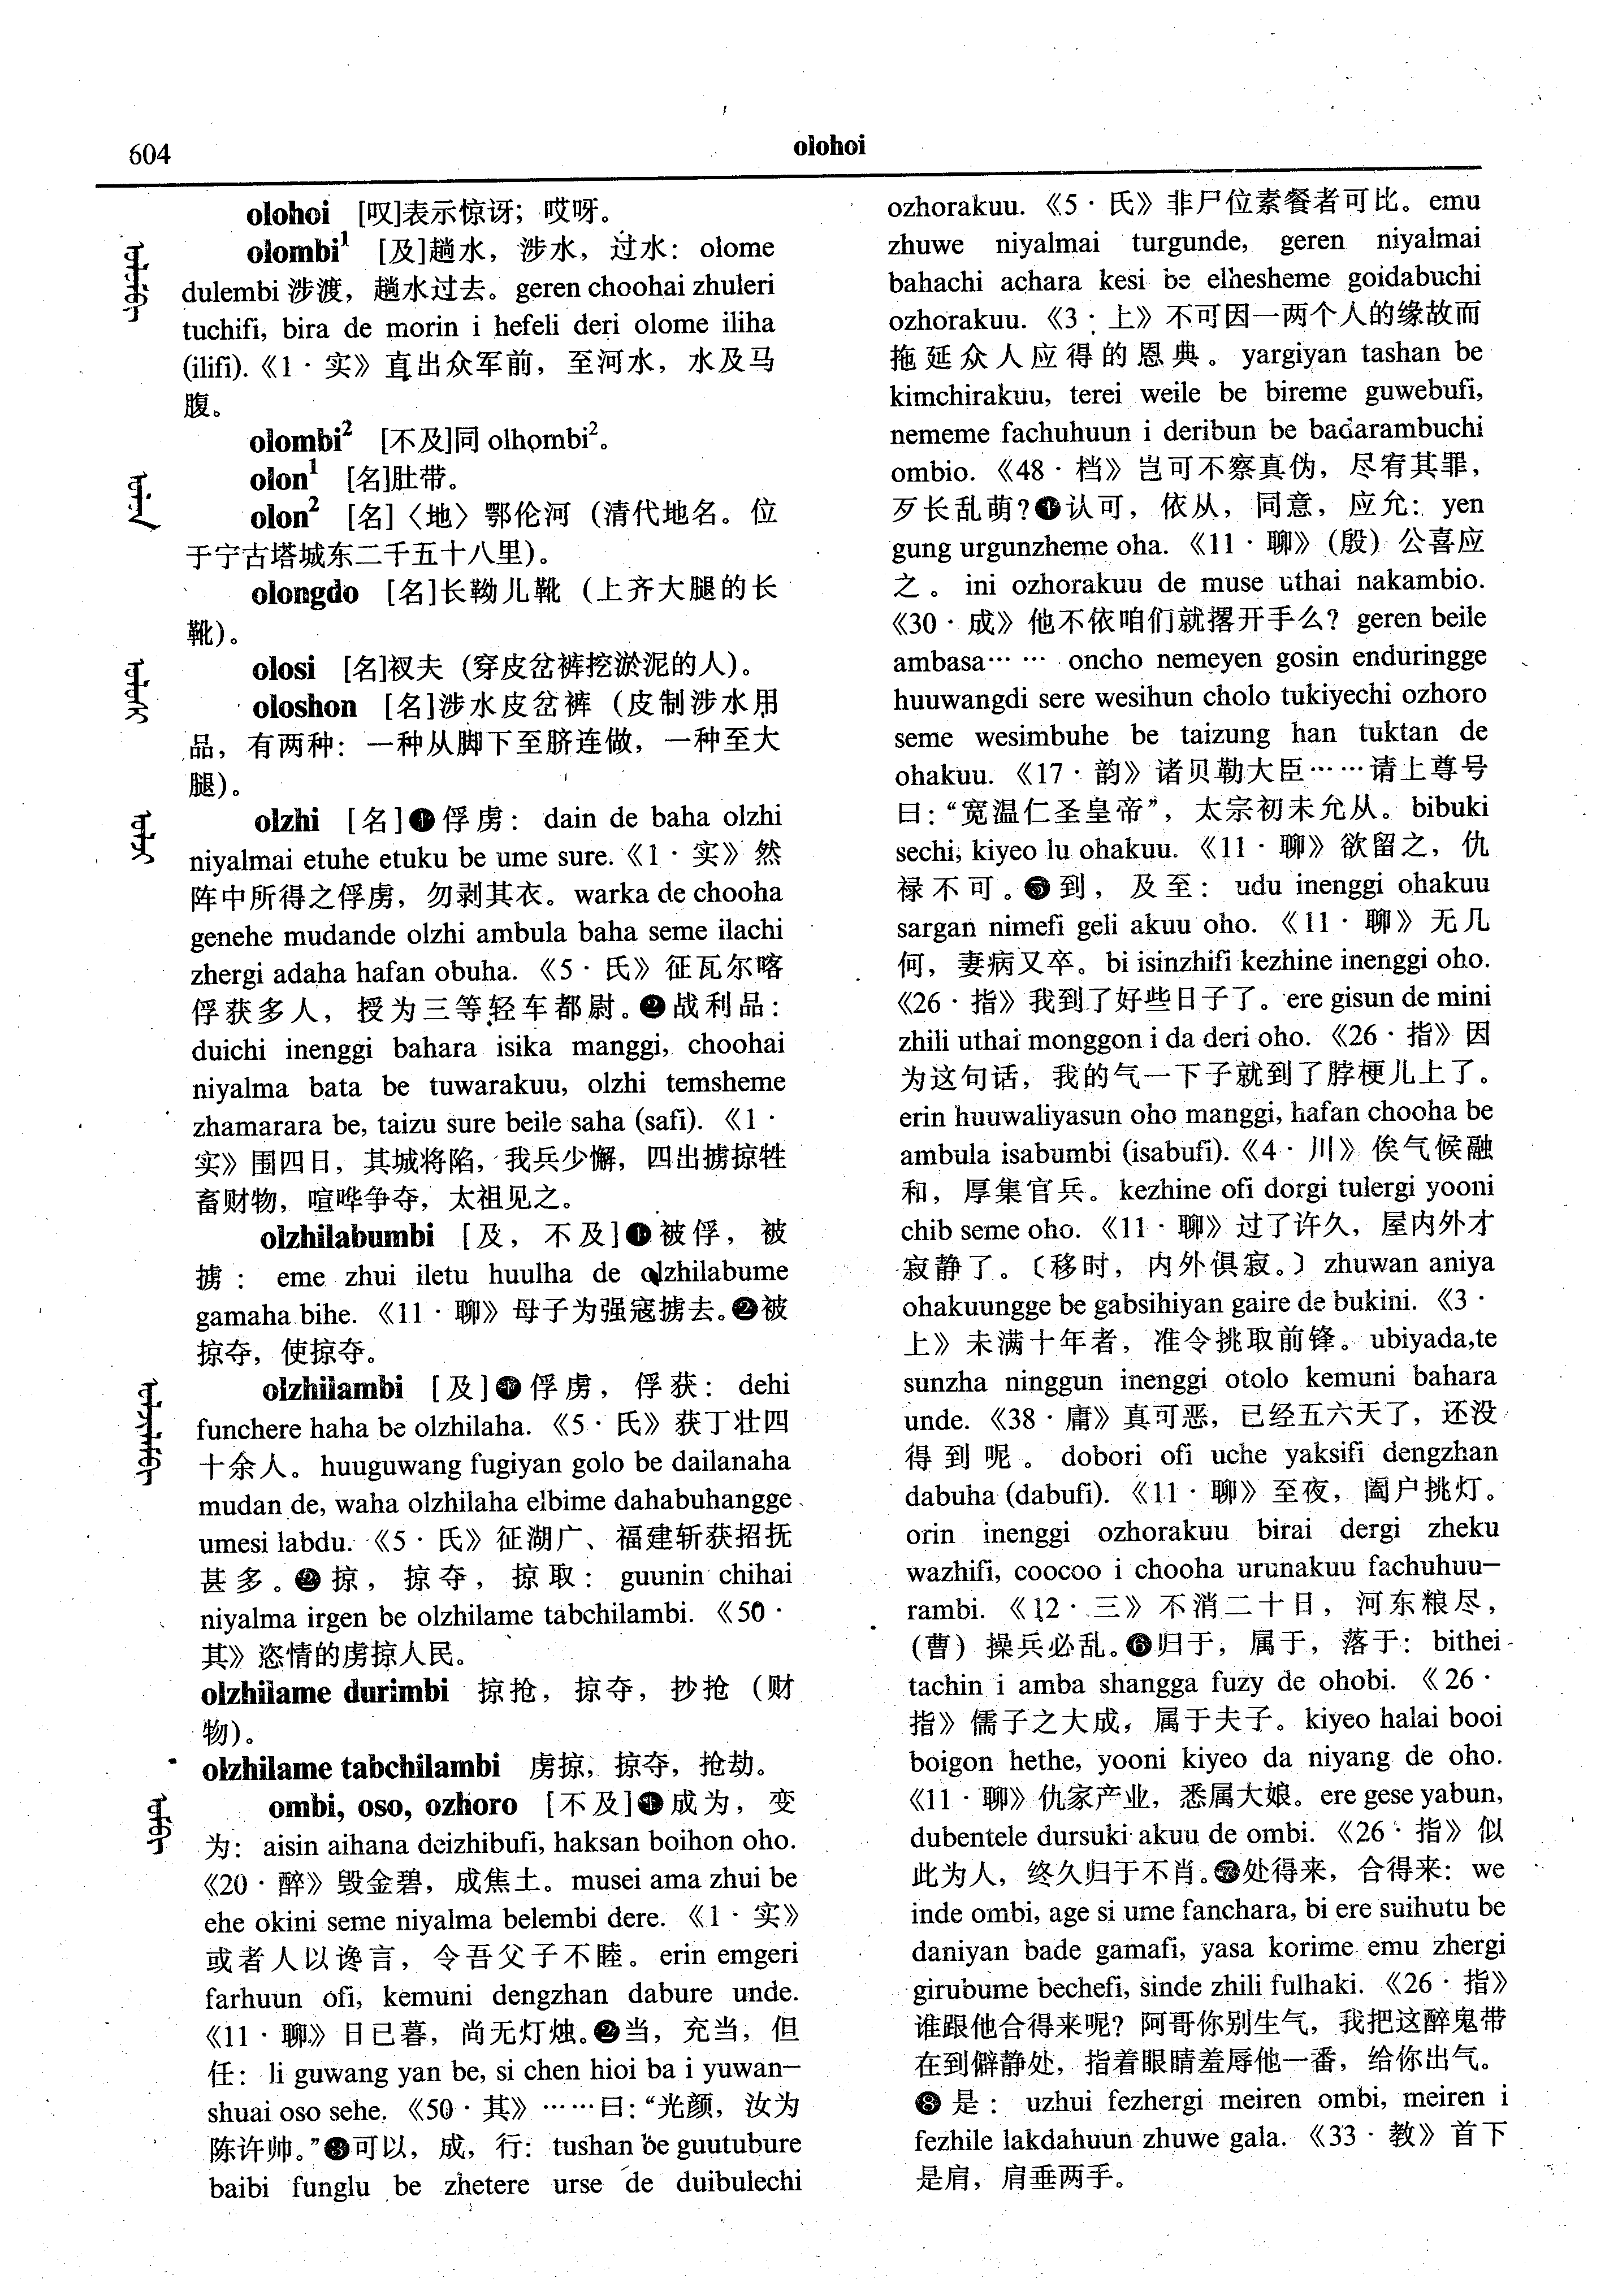 604
olohoi
olohoi [叹]表示惊讶；哎呀。
olombi¹ [及]趟水，涉水，过水：olome
dulembi 涉渡，趟水过去。geren choohai zhuleri
tuchifi, bira de morin i hefeli deri olome iliha
(ilifi).《1·实》直出众军前，至河水，水及马
腹。
olombi² [不及]同 olhombi²。
olon¹ [名]肚带。
olon² [名]〈地〉鄂伦河（清代地名。位
于宁古塔城东二千五十八里）。
olongdo [名]长靿儿靴（上齐大腿的长
靴）。
olosi [名]衩夫（穿皮岔裤挖淤泥的人）。
oloshon [名]涉水皮岔裤（皮制涉水用
品，有两种：一种从脚下至脐连做，一种至大
腿）。
olzhi [名]❶俘虏：dain de baha olzhi
niyalmai etuhe etuku be ume sure.《1·实》然
阵中所得之俘虏，勿剥其衣。warka de chooha
genehe mudande olzhi ambula baha seme ilachi
zhergi adaha hafan obuha.《5·氏》征瓦尔喀
俘获多人，授为三等轻车都尉。❷战利品：
duichi inenggi bahara isika manggi, choohai
niyalma bata be tuwarakuu, olzhi temsheme
zhamarara be, taizu sure beile saha (safi).《1·
实》围四日，其城将陷，我兵少懈，四出掳掠牲
畜财物，喧哗争夺，太祖见之。
olzhilabumbi [及，不及]❶被俘，被
掳：eme zhui iletu huulha de olzhilabume
gamaha bihe.《11·聊》母子为强寇掳去。❷被
掠夺，使掠夺。
olzhilambi [及]❶俘虏，俘获：dehi
funchere haha be olzhilaha.《5·氏》获丁壮四
十余人。huuguwang fugiyan golo be dailanaha
mudan de, waha olzhilaha elbime dahabuhangge
umesi labdu.《5·氏》征湖广、福建斩获招抚
甚多。❷掠，掠夺，掠取：guunin chihai
niyalma irgen be olzhilame tabchilambi.《50·
其》恣情的虏掠人民。
olzhilame durimbi 掠抢，掠夺，抄抢（财
物）。
olzhilame tabchilambi 虏掠，掠夺，抢劫。
ombi, oso, ozhoro [不及]❶成为，变
为：aisin aihana deizhibufi, haksan boihon oho.
《20·醉》毁金碧，成焦土。musei ama zhui be
ehe okini seme niyalma belembi dere.《1·实》
或者人以谗言，令吾父子不睦。erin emgeri
farhuun ofi, kemuni dengzhan dabure unde.
《11·聊》日已暮，尚无灯烛。❷当，充当，但
任：li guwang yan be, si chen hioi ba i yuwan-
shuai oso sehe.《50·其》……曰：“光颜，汝为
陈许帅。”❸可以，成，行：tushan be guutubure
baibi funglu be zhetere urse de duibulechi
ozhorakuu.《5·氏》非尸位素餐者可比。emu
zhuwe niyalmai turgunde, geren niyalmai
bahachi achara kesi be elhesheme goidabuchi
ozhorakuu.《3·上》不可因一两个人的缘故而
拖延众人应得的恩典。yargiyan tashan be
kimchirakuu, terei weile be bireme guwebufi,
nememe fachuhuun i deribun be badarambuchi
ombio.《48·档》岂可不察真伪，尽宥其罪，
歹长乱萌？❹认可，依从，同意，应允：yen
gung urgunzheme oha.《11·聊》(殷)公喜应
之。ini ozhorakuu de muse uthai nakambio.
《30·成》他不依咱们就撂开手么？geren beile
ambasa…… oncho nemeyen gosin enduringge
huuwangdi sere wesihun cholo tukiyechi ozhoro
seme wesimbuhe be taizung han tuktan de
ohakuu.《17·韵》诸贝勒大臣……请上尊号
曰：“宽温仁圣皇帝”，太宗初未允从。bibuki
sechi, kiyeo lu ohakuu.《11·聊》欲留之，仇
禄不可。❺到，及至：udu inenggi ohakuu
sargan nimefi geli akuu oho.《11·聊》无几
何，妻病又卒。bi isinzhifi kezhine inenggi oho.
《26·指》我到了好些日子了。ere gisun de mini
zhili uthai monggon i da deri oho.《26·指》因
为这句话，我的气一下子就到了脖梗儿上了。
erin huuwaliyasun oho manggi, hafan chooha be
ambula isabumbi (isabufi).《4·川》俟气候融
和，厚集官兵。kezhine ofi dorgi tulergi yooni
chib seme oho.《11·聊》过了许久，屋内外才
寂静了。〔移时，内外俱寂。〕zhuwan aniya
ohakuungge be gabsihiyan gaire de bukini.《3·
上》未满十年者，准令挑取前锋。ubiyada,te
sunzha ninggun inenggi otolo kemuni bahara
unde.《38·庸》真可恶，已经五六天了，还没
得到呢。dobori ofi uche yaksifi dengzhan
dabuha (dabufi).《11·聊》至夜，阖户挑灯。
orin inenggi ozhorakuu birai dergi zheku
wazhifi, coocoo i chooha urunakuu fachuhuu-
rambi.《12·三》不消二十日，河东粮尽，
(曹)操兵必乱。❻归于，属于，落于：bithei
tachin i amba shangga fuzy de ohobi.《26·
指》儒子之大成，属于夫子。kiyeo halai booi
boigon hethe, yooni kiyeo da niyang de oho.
《11·聊》仇家产业，悉属大娘。ere gese yabun,
dubentele dursuki akuu de ombi.《26·指》似
此为人，终久归于不肖。❼处得来，合得来：we
inde ombi, age si ume fanchara, bi ere suihutu be
daniyan bade gamafi, yasa korime emu zhergi
girubume bechefi, sinde zhili fulhaki.《26·指》
谁跟他合得来呢？阿哥你别生气，我把这醉鬼带
在到僻静处，指着眼睛羞辱他一番，给你出气。
❽是：uzhui fezhergi meiren ombi, meiren i
fezhile lakdahuun zhuwe gala.《33·教》首下
是肩，肩垂两手。